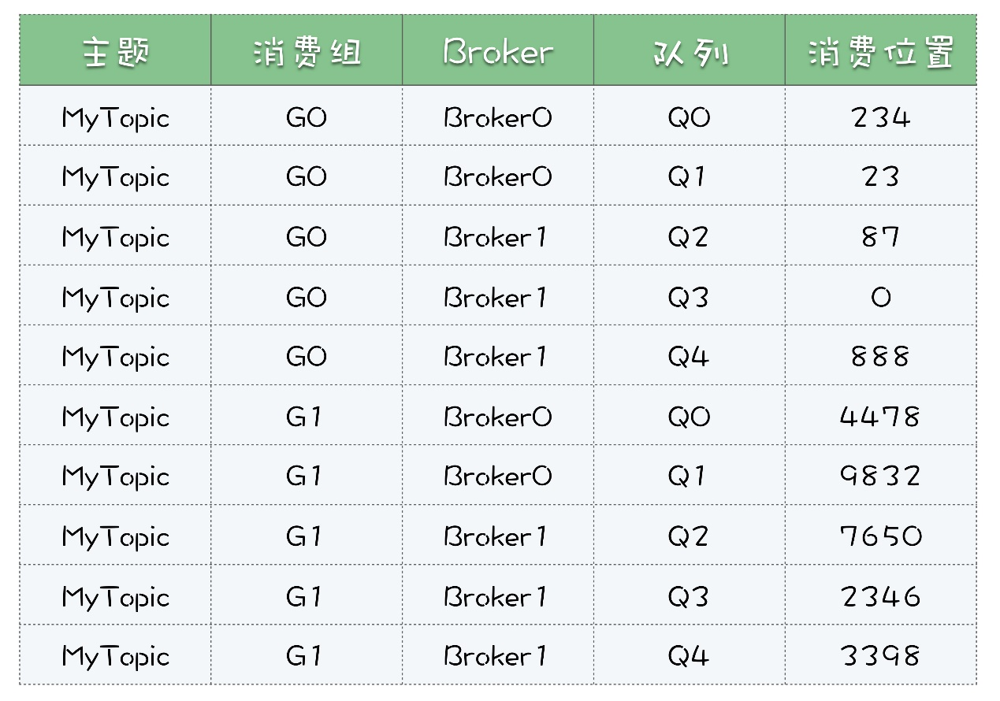 主题 消费组 Broker 队列 消费位置
MyTopic G0 Broker0 Q0 234
MyTopic G0 Broker0 Q1 23
MyTopic G0 Broker1 Q2 87
MyTopic G0 Broker1 Q3 0
MyTopic G0 Broker1 Q4 888
MyTopic G1 Broker0 Q0 4478
MyTopic G1 Broker0 Q1 9832
MyTopic G1 Broker1 Q2 7650
MyTopic G1 Broker1 Q3 2346
MyTopic G1 Broker1 Q4 3398